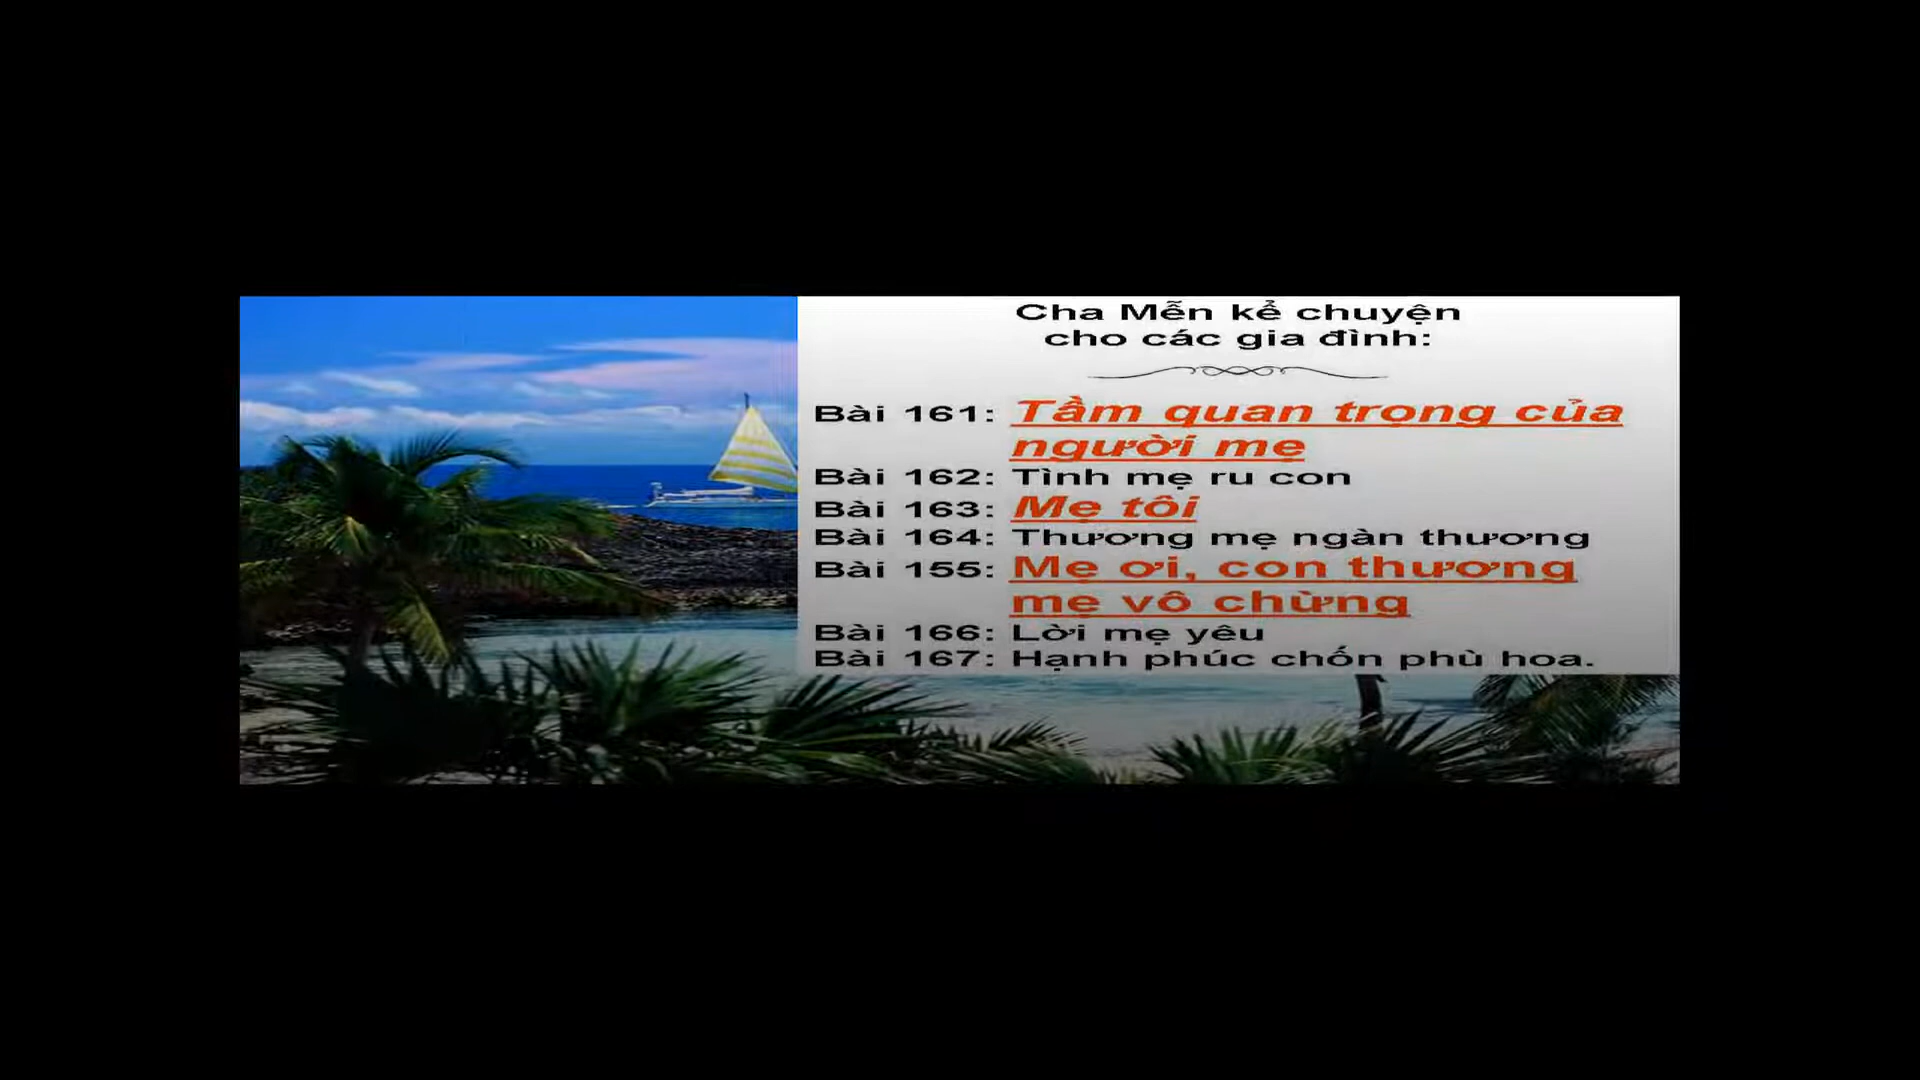 Cha Mễn kể chuyện
cho các gia đình:
Bài 161: Tầm quan trọng của
người mẹ
Bài 162: Tình mẹ ru con
Bài 163: Mẹ tôi
Bài 164: Thương mẹ ngàn thương
Bài 155: Mẹ ơi, con thương
mẹ vô chừng
Bài 166: Lời mẹ yêu
Bài 167: Hạnh phúc chốn phù hoa.